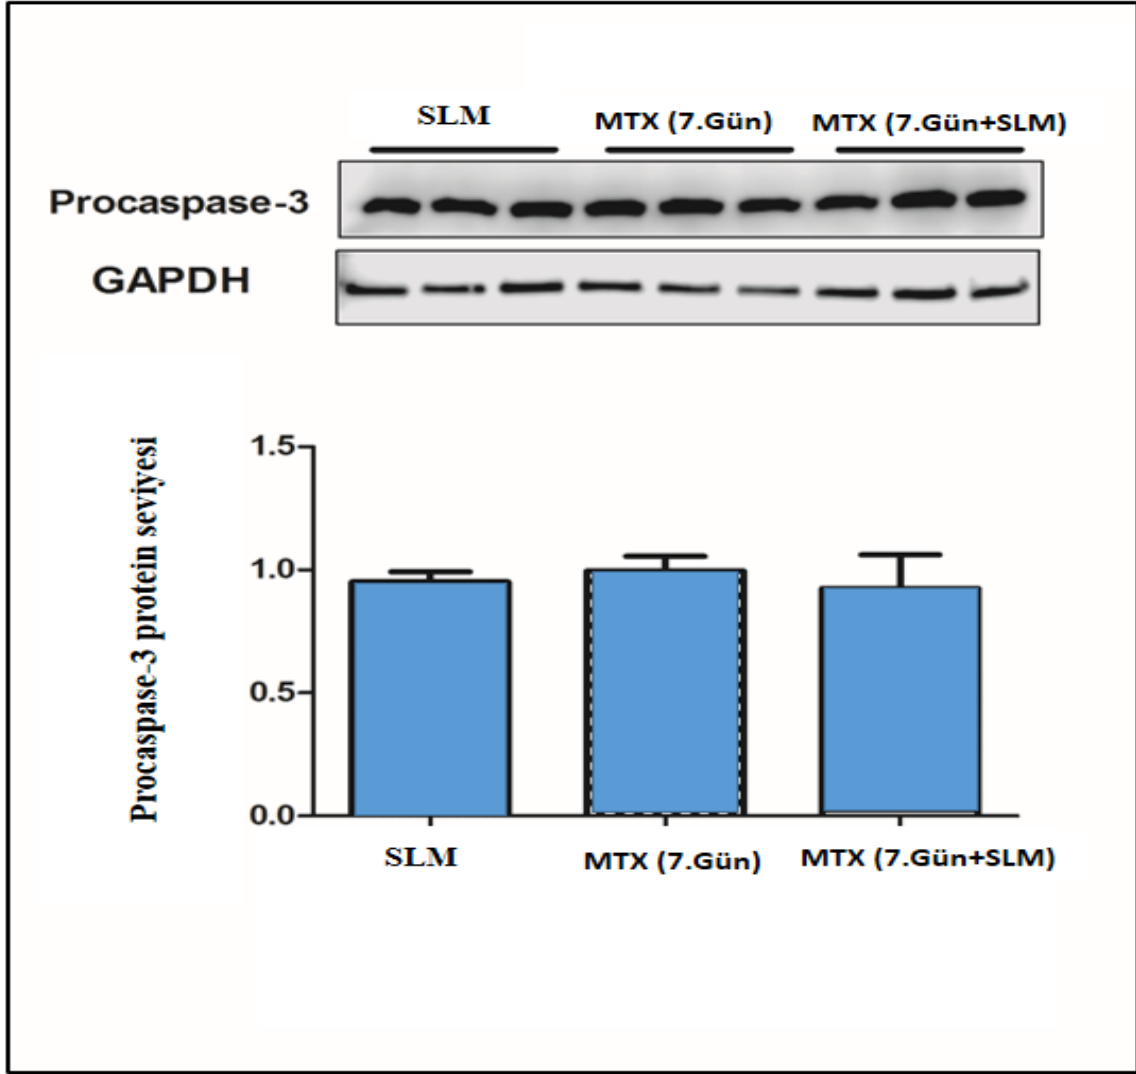 SLM MTX (7.Gün) MTX (7.Gün+SLM)
Procaspase-3
GAPDH
Procaspase-3 protein seviyesi
1.5
1.0
0.5
0.0
SLM MTX (7.Gün) MTX (7.Gün+SLM)